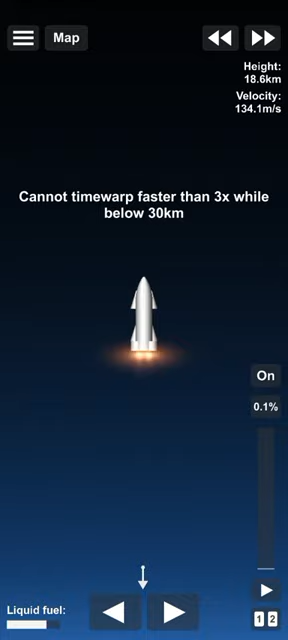 Map
Height:
18.6km
Velocity:
134.1m/s
Cannot timewarp faster than 3x while
below 30km
On
0.1%
Liquid fuel:
1 2